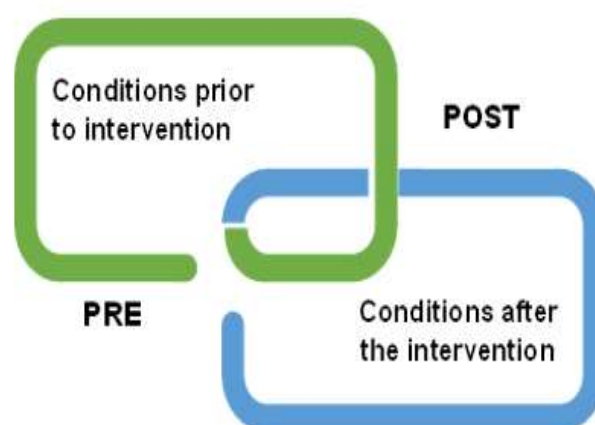 Conditions prior
to intervention
POST
PRE
Conditions after
the intervention